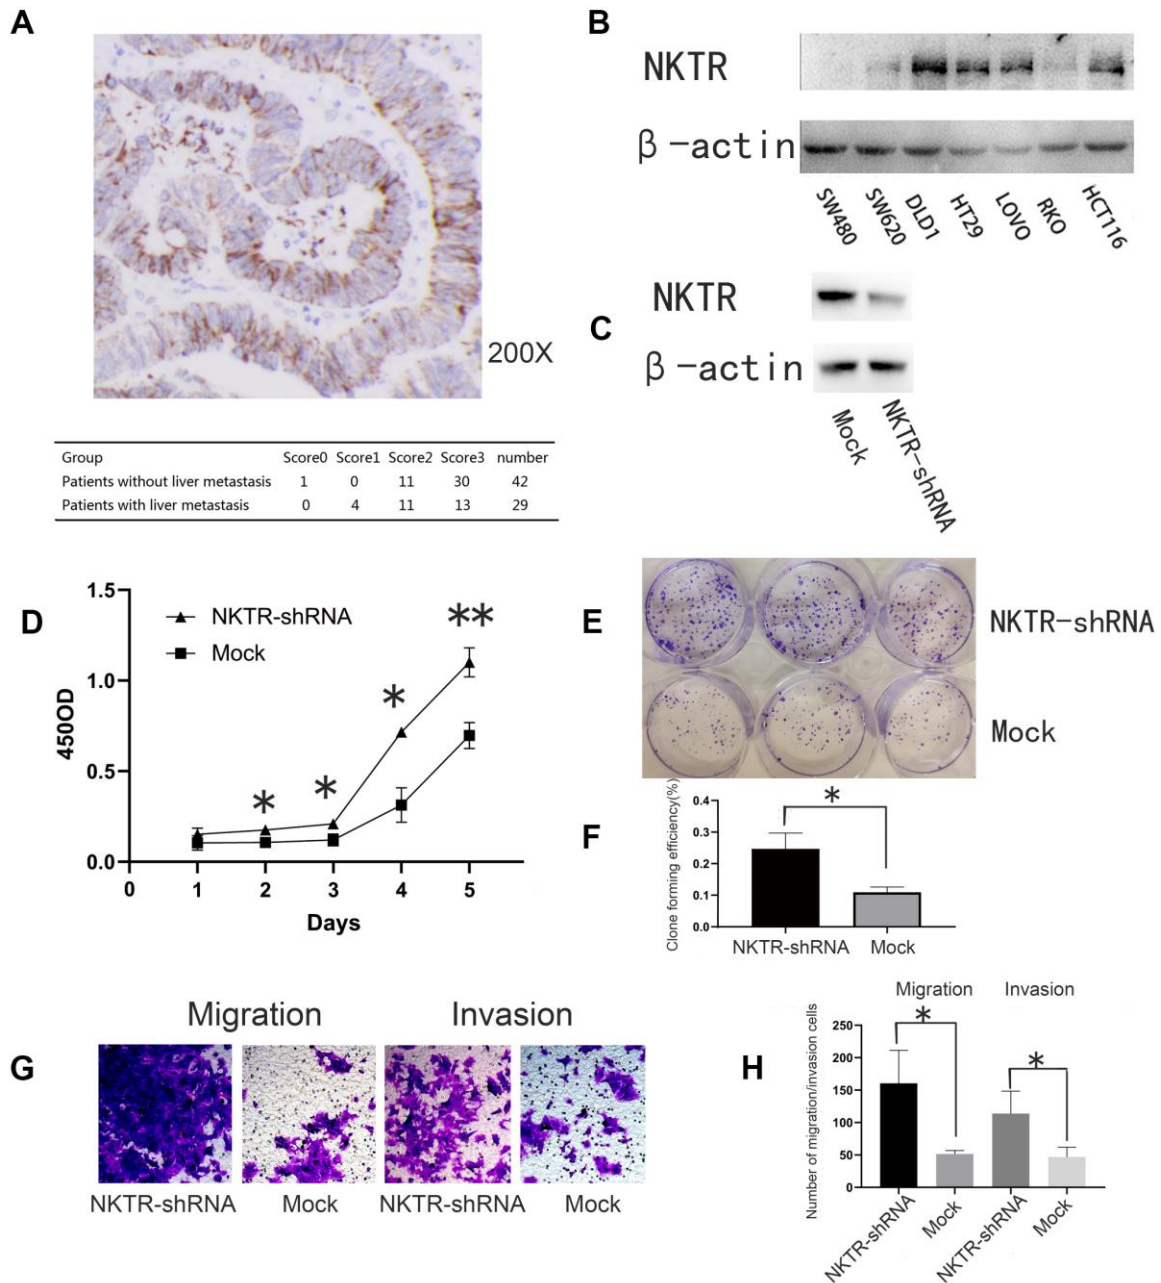 A
200X
Group Score0 Score1 Score2 Score3 number
Patients without liver metastasis 1 0 11 30 42
Patients with liver metastasis 0 4 11 13 29
B
NKTR
β-actin
SW480 SW620 DLD1 HT29 LOVO RKO HCT116
C
NKTR
β-actin
Mock NKTR-shRNA
D
1.5
1.0
0.5
0.0
450OD
NKTR-shRNA
Mock
*
*
*
**
0 1 2 3 4 5
Days
E
NKTR-shRNA
Mock
F
Clone forming efficiency(%)
0.4
0.3
0.2
0.1
0.0
*
NKTR-shRNA Mock
G
Migration Invasion
NKTR-shRNA Mock NKTR-shRNA Mock
H
Migration Invasion
Number of migration/invasion cells
250
200
150
100
50
0
*
*
NKTR-shRNA Mock NKTR-shRNA Mock